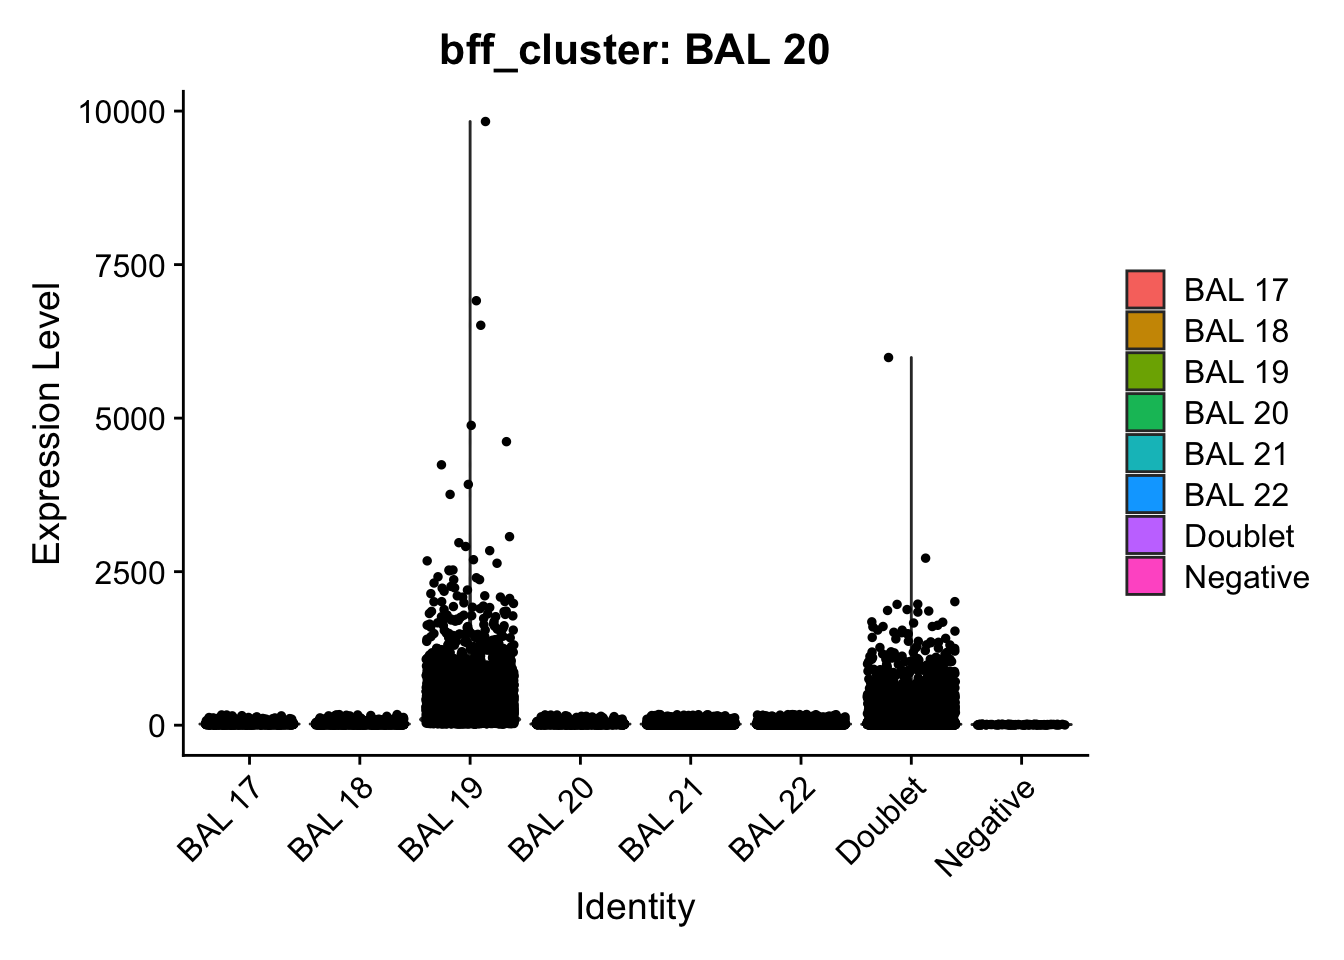 bff_cluster: BAL 20
Expression Level
10000
7500
5000
2500
0
BAL 17
BAL 18
BAL 19
BAL 20
BAL 21
BAL 22
Doublet
Negative
Identity
BAL 17
BAL 18
BAL 19
BAL 20
BAL 21
BAL 22
Doublet
Negative